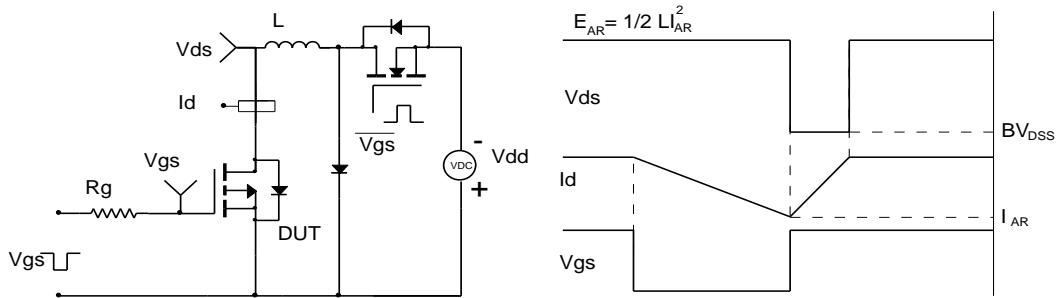 L
Vds
Id
Vgs
Vgs
Rg
DUT
Vgs
VDC
-
+
Vdd
E_AR = 1/2 LI_AR^2
Vds
BV_DSS
Id
I_AR
Vgs